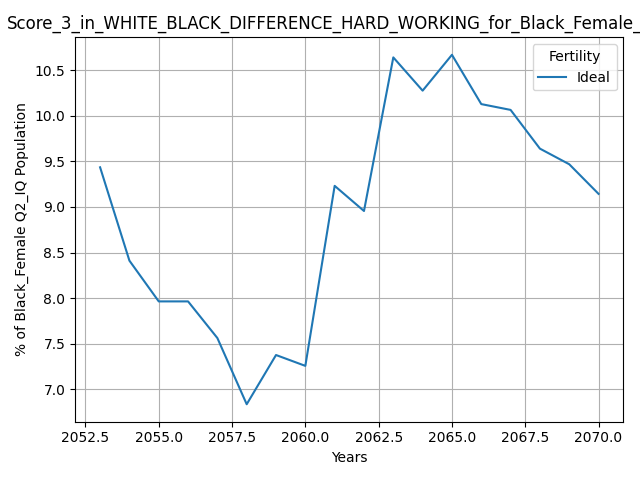 Score_3_in_WHITE_BLACK_DIFFERENCE_HARD_WORKING_for_Black_Female_
Fertility
Ideal
% of Black_Female Q2_IQ Population
10.5
10.0
9.5
9.0
8.5
8.0
7.5
7.0
2052.5 2055.0 2057.5 2060.0 2062.5 2065.0 2067.5 2070.0
Years